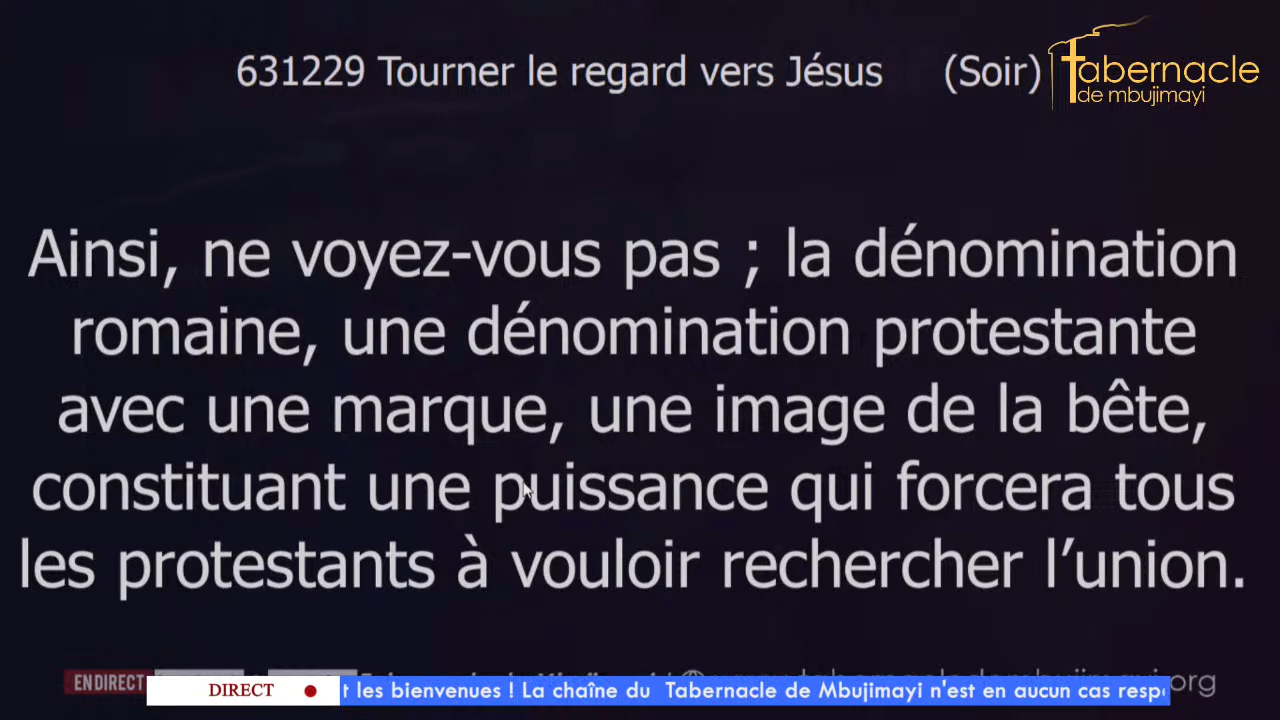 631229 Tourner le regard vers Jésus (Soir)
Tabernacle
de mbujimayi
Ainsi, ne voyez-vous pas ; la dénomination
romaine, une dénomination protestante
avec une marque, une image de la bête,
constituant une puissance qui forcera tous
les protestants à vouloir rechercher l’union.
EN DIRECT
DIRECT
t les bienvenues ! La chaîne du Tabernacle de Mbujimayi n'est en aucun cas resp